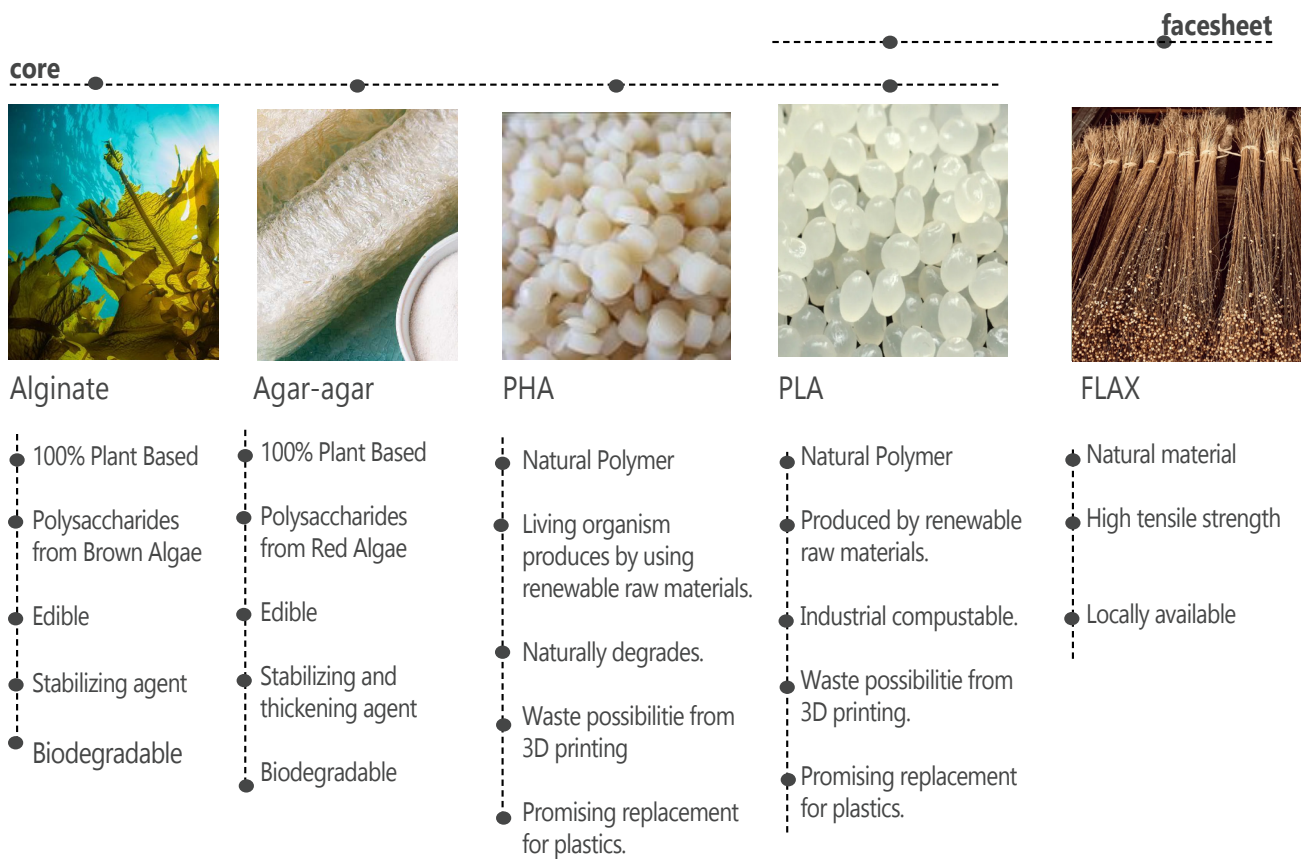 facesheet
core
Alginate
100% Plant Based
Polysaccharides
from Brown Algae
Edible
Stabilizing agent
Biodegradable
Agar-agar
100% Plant Based
Polysaccharides
from Red Algae
Edible
Stabilizing and
thickening agent
Biodegradable
PHA
Natural Polymer
Living organism
produces by using
renewable raw materials.
Naturally degrades.
Waste possibilitie from
3D printing
Promising replacement
for plastics.
PLA
Natural Polymer
Produced by renewable
raw materials.
Industrial compustable.
Waste possibilitie from
3D printing.
Promising replacement
for plastics.
FLAX
Natural material
High tensile strength
Locally available